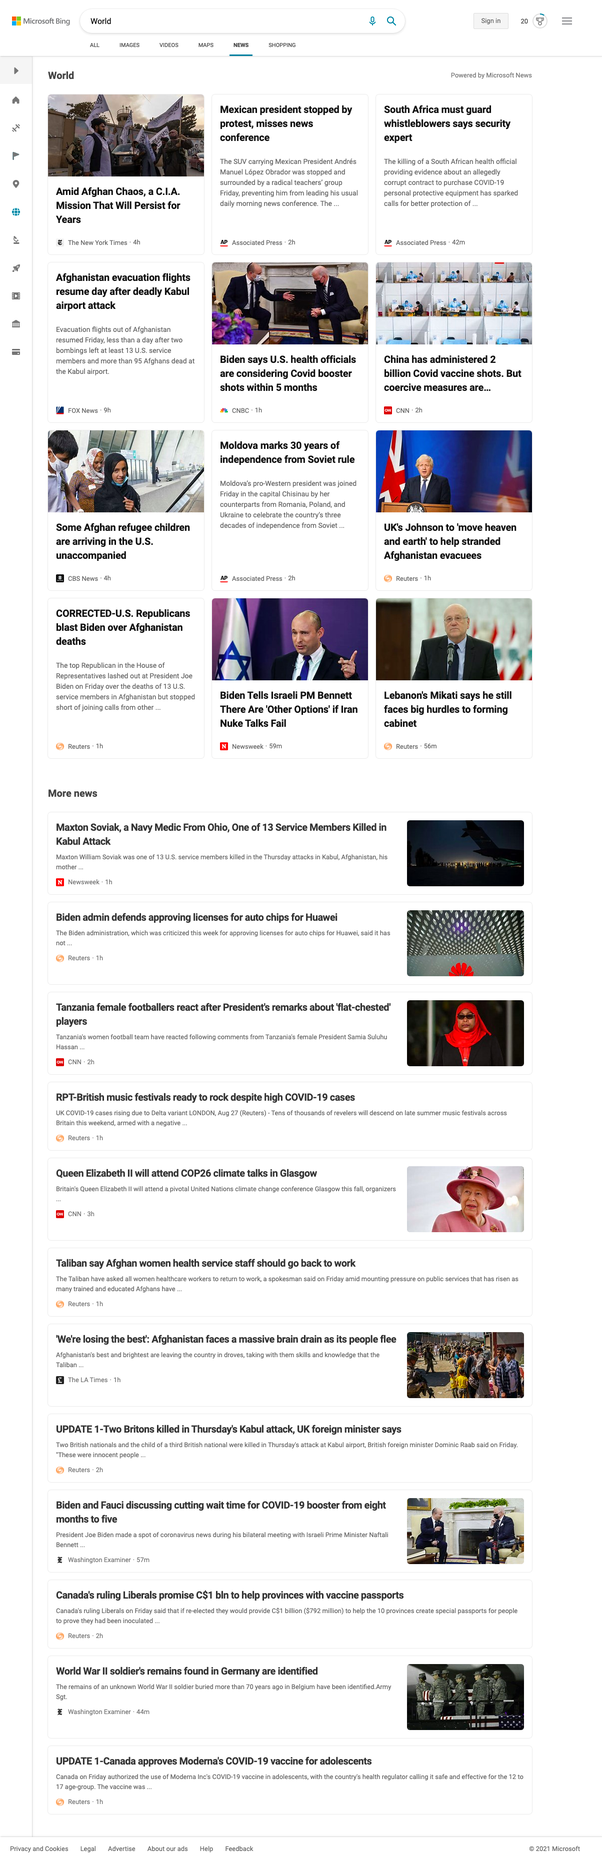 Microsoft Bing
World
Sign in
20
ALL
IMAGES
VIDEOS
MAPS
NEWS
SHOPPING
World
Powered by Microsoft News
Amid Afghan Chaos, a C.I.A.
Mission That Will Persist for
Years
The New York Times · 4h
Mexican president stopped by
protest, misses news
conference
The SUV carrying Mexican President Andrés
Manuel López Obrador was stopped and
surrounded by a radical teachers' group
Friday, preventing him from leading his usual
daily morning news conference. The ...
AP Associated Press · 2h
South Africa must guard
whistleblowers says security
expert
The killing of a South African health official
providing evidence about an allegedly
corrupt contract to purchase COVID-19
personal protective equipment has sparked
calls for better protection of ...
AP Associated Press · 42m
Afghanistan evacuation flights
resume day after deadly Kabul
airport attack
Evacuation flights out of Afghanistan
resumed Friday, less than a day after two
bombings left at least 13 U.S. service
members and more than 95 Afghans dead at
the Kabul airport.
FOX News · 9h
Biden says U.S. health officials
are considering Covid booster
shots within 5 months
CNBC · 1h
China has administered 2
billion Covid vaccine shots. But
coercive measures are...
CNN CNN · 2h
Some Afghan refugee children
are arriving in the U.S.
unaccompanied
CBS News · 4h
Moldova marks 30 years of
independence from Soviet rule
Moldova's pro-Western president was joined
Friday in the capital Chisinau by her
counterparts from Romania, Poland, and
Ukraine to celebrate the country's three
decades of independence from Soviet ...
AP Associated Press · 2h
UK's Johnson to 'move heaven
and earth' to help stranded
Afghanistan evacuees
Reuters · 1h
CORRECTED-U.S. Republicans
blast Biden over Afghanistan
deaths
The top Republican in the House of
Representatives lashed out at President Joe
Biden on Friday over the deaths of 13 U.S.
service members in Afghanistan but stopped
short of joining calls from other ...
Reuters · 1h
Biden Tells Israeli PM Bennett
There Are 'Other Options' if Iran
Nuke Talks Fail
N Newsweek · 59m
Lebanon's Mikati says he still
faces big hurdles to forming
cabinet
Reuters · 56m
More news
Maxton Soviak, a Navy Medic From Ohio, One of 13 Service Members Killed in
Kabul Attack
Maxton William Soviak was one of 13 U.S. service members killed in the Thursday attacks in Kabul, Afghanistan, his
mother ...
N Newsweek · 1h
Biden admin defends approving licenses for auto chips for Huawei
The Biden administration, which was criticized this week for approving licenses for auto chips for Huawei, said it has
not ...
Reuters · 1h
Tanzania female footballers react after President's remarks about 'flat-chested'
players
Tanzania's women football team have reacted following comments from Tanzania's female President Samia Suluhu
Hassan ...
CNN CNN · 2h
RPT-British music festivals ready to rock despite high COVID-19 cases
UK COVID-19 cases rising due to Delta variant LONDON, Aug 27 (Reuters) - Tens of thousands of revelers will descend on late summer music festivals across
Britain this weekend, armed with a negative ...
Reuters · 1h
Queen Elizabeth II will attend COP26 climate talks in Glasgow
Britain's Queen Elizabeth II will attend a pivotal United Nations climate change conference Glasgow this fall, organizers
...
CNN CNN · 3h
Taliban say Afghan women health service staff should go back to work
The Taliban have asked all women healthcare workers to return to work, a spokesman said on Friday amid mounting pressure on public services that has risen as
many trained and educated Afghans have ...
Reuters · 1h
'We're losing the best': Afghanistan faces a massive brain drain as its people flee
Afghanistan's best and brightest are leaving the country in droves, taking with them skills and knowledge that the
Taliban ...
The LA Times · 1h
UPDATE 1-Two Britons killed in Thursday's Kabul attack, UK foreign minister says
Two British nationals and the child of a third British national were killed in Thursday's attack at Kabul airport, British foreign minister Dominic Raab said on Friday.
"These were innocent people ...
Reuters · 2h
Biden and Fauci discussing cutting wait time for COVID-19 booster from eight
months to five
President Joe Biden made a spot of coronavirus news during his bilateral meeting with Israeli Prime Minister Naftali
Bennett ...
Washington Examiner · 57m
Canada's ruling Liberals promise C$1 bln to help provinces with vaccine passports
Canada's ruling Liberals on Friday said that if re-elected they would provide C$1 billion ($792 million) to help the 10 provinces create special passports for people
to prove they had been inoculated ...
Reuters · 2h
World War II soldier's remains found in Germany are identified
The remains of an unknown World War II soldier buried more than 70 years ago in Belgium have been identified.Army
Sgt.
Washington Examiner · 44m
UPDATE 1-Canada approves Moderna's COVID-19 vaccine for adolescents
Canada on Friday authorized the use of Moderna Inc's COVID-19 vaccine in adolescents, with the country's health regulator calling it safe and effective for the 12 to
17 age-group. The vaccine was ...
Reuters · 1h
Privacy and Cookies
Legal
Advertise
About our ads
Help
Feedback
© 2021 Microsoft